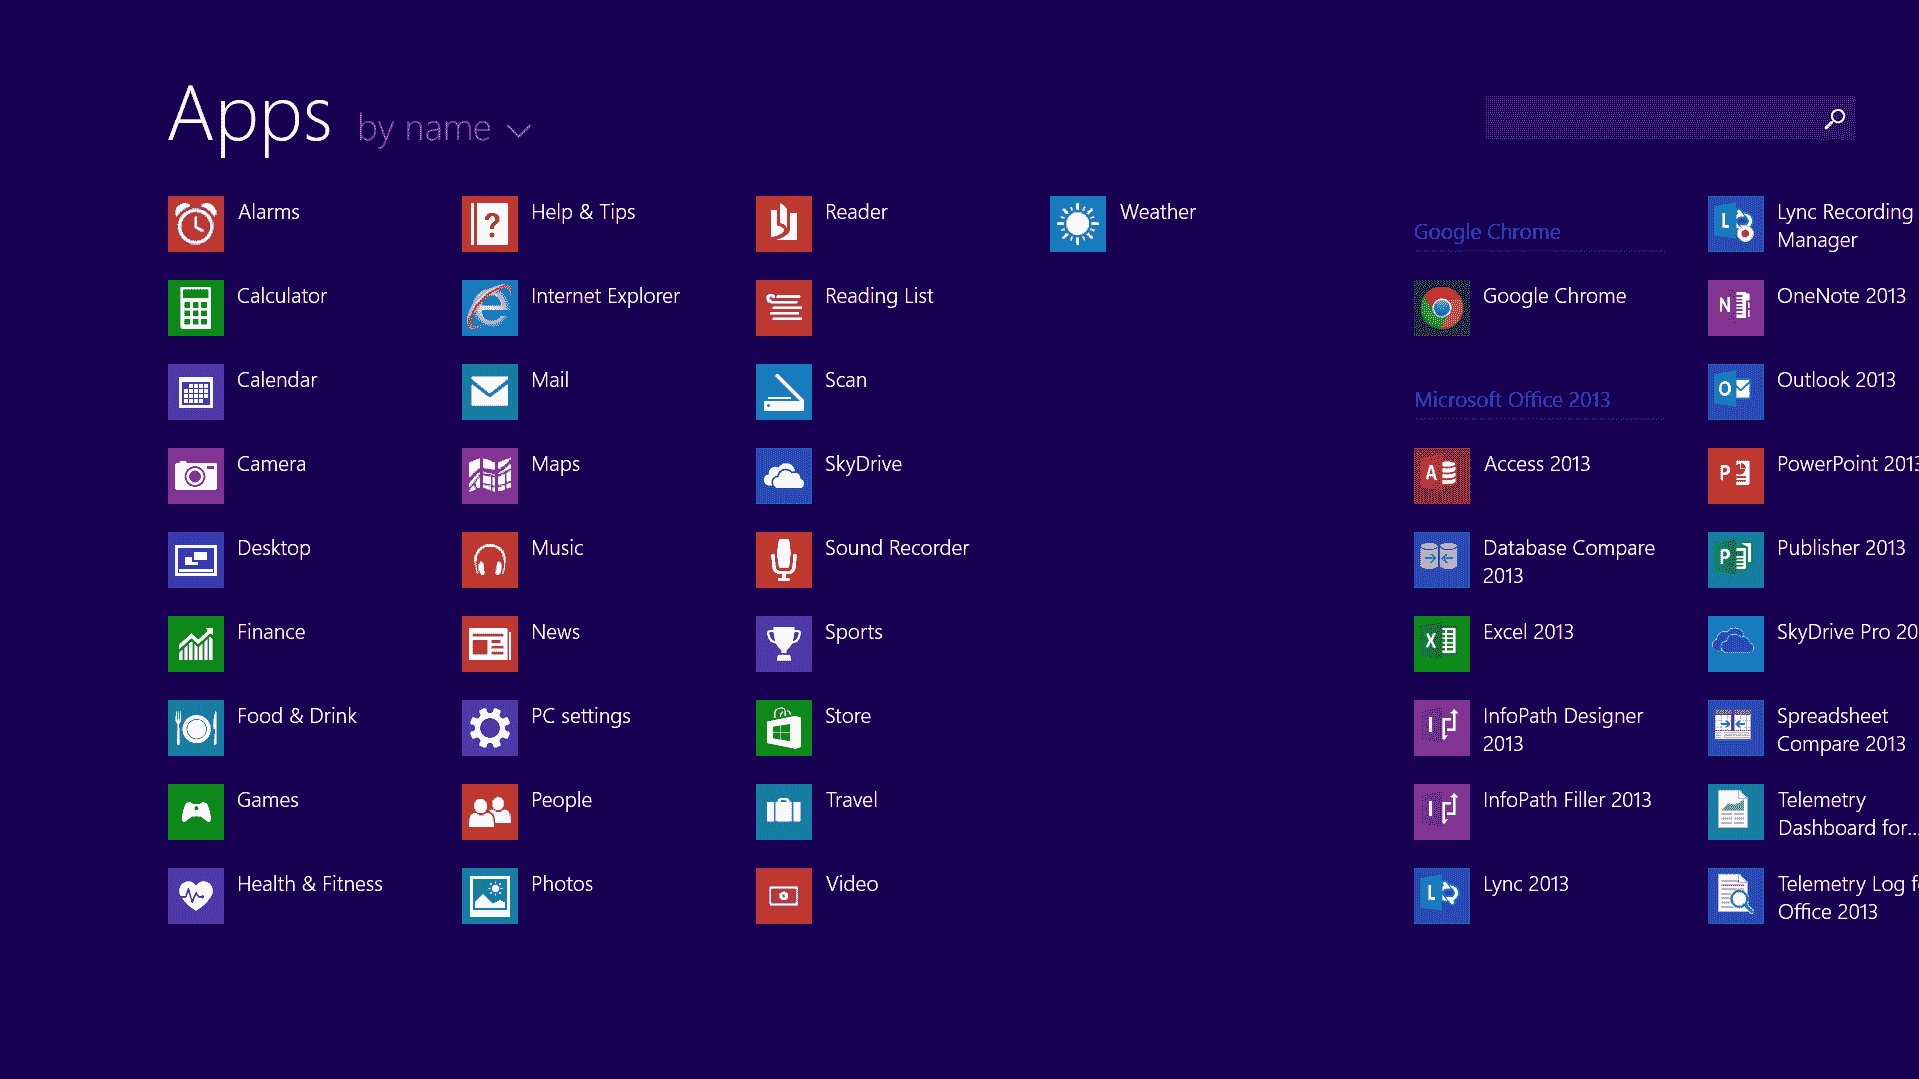 Apps by name
Alarms
Calculator
Calendar
Camera
Desktop
Finance
Food & Drink
Games
Health & Fitness
Help & Tips
Internet Explorer
Mail
Maps
Music
News
PC settings
People
Photos
Reader
Reading List
Scan
SkyDrive
Sound Recorder
Sports
Store
Travel
Video
Weather
Google Chrome
Google Chrome
Microsoft Office 2013
Access 2013
Database Compare
2013
Excel 2013
InfoPath Designer
2013
InfoPath Filler 2013
Lync 2013
Lync Recording
Manager
OneNote 2013
Outlook 2013
PowerPoint 2013
Publisher 2013
SkyDrive Pro 20
Spreadsheet
Compare 2013
Telemetry
Dashboard for...
Telemetry Log f
Office 2013